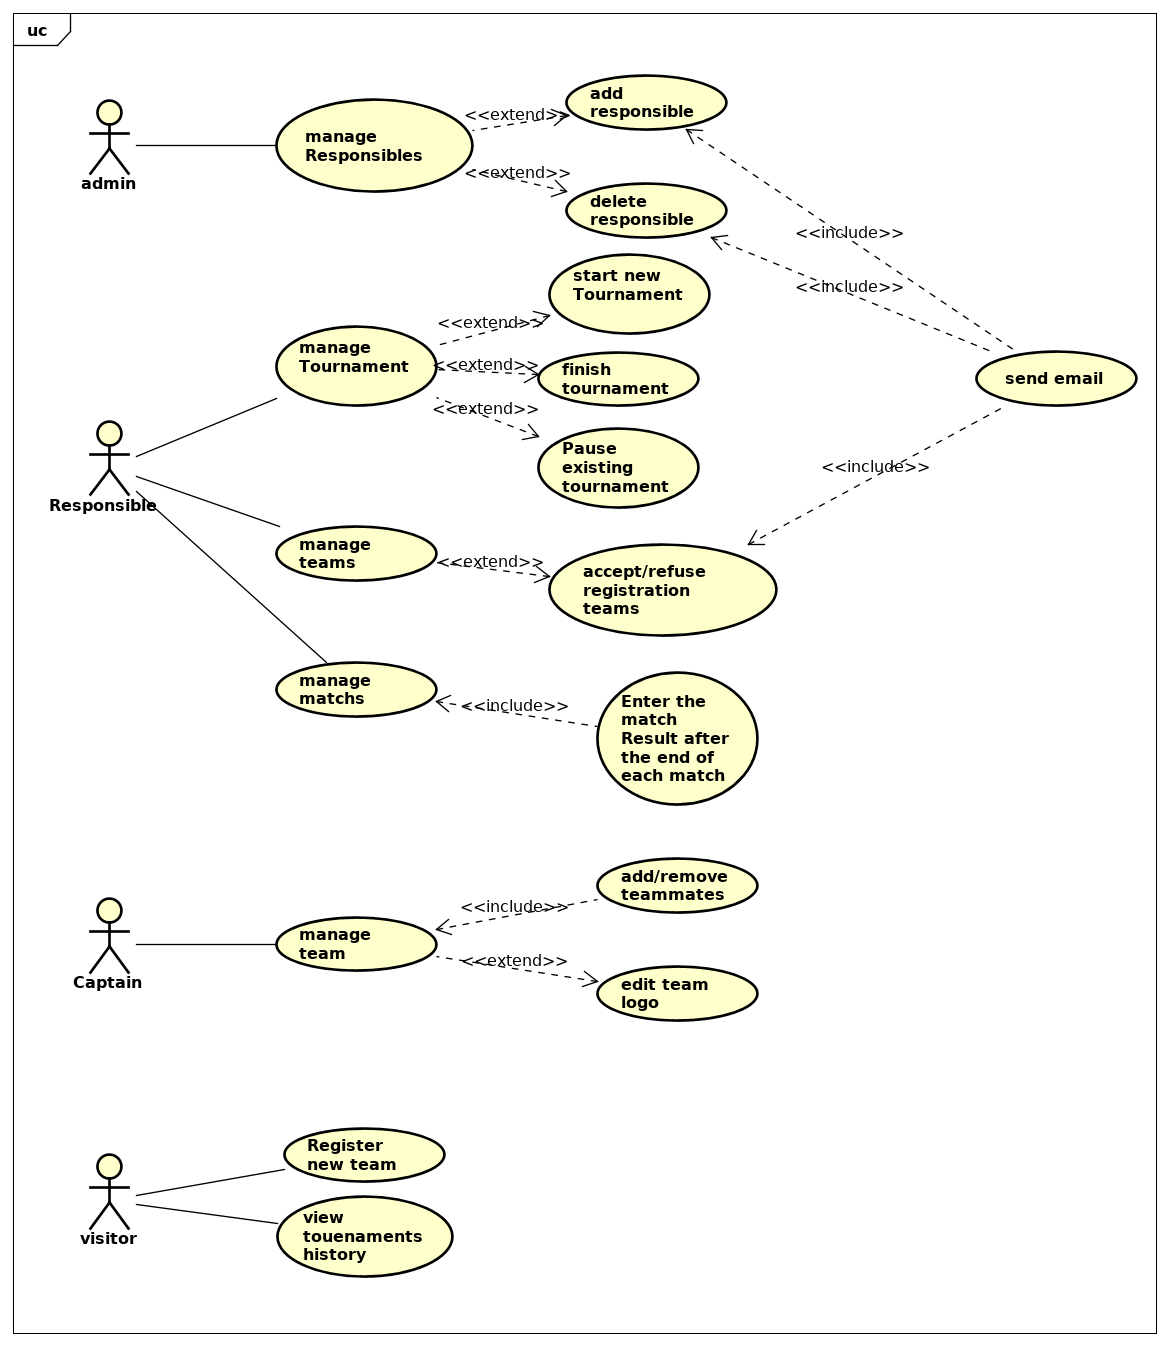 uc
admin
manage
Responsibles
<<extend>>
add
responsible
<<extend>>
delete
responsible
<<include>>
<<include>>
start new
Tournament
<<extend>>
manage
Tournament
<<extend>>
finish
tournament
<<extend>>
Pause
existing
tournament
send email
<<include>>
Responsible
manage
teams
<<extend>>
accept/refuse
registration
teams
manage
matchs
<<include>>
Enter the
match
Result after
the end of
each match
Captain
manage
team
<<include>>
add/remove
teammates
<<extend>>
edit team
logo
visitor
Register
new team
view
touenaments
history